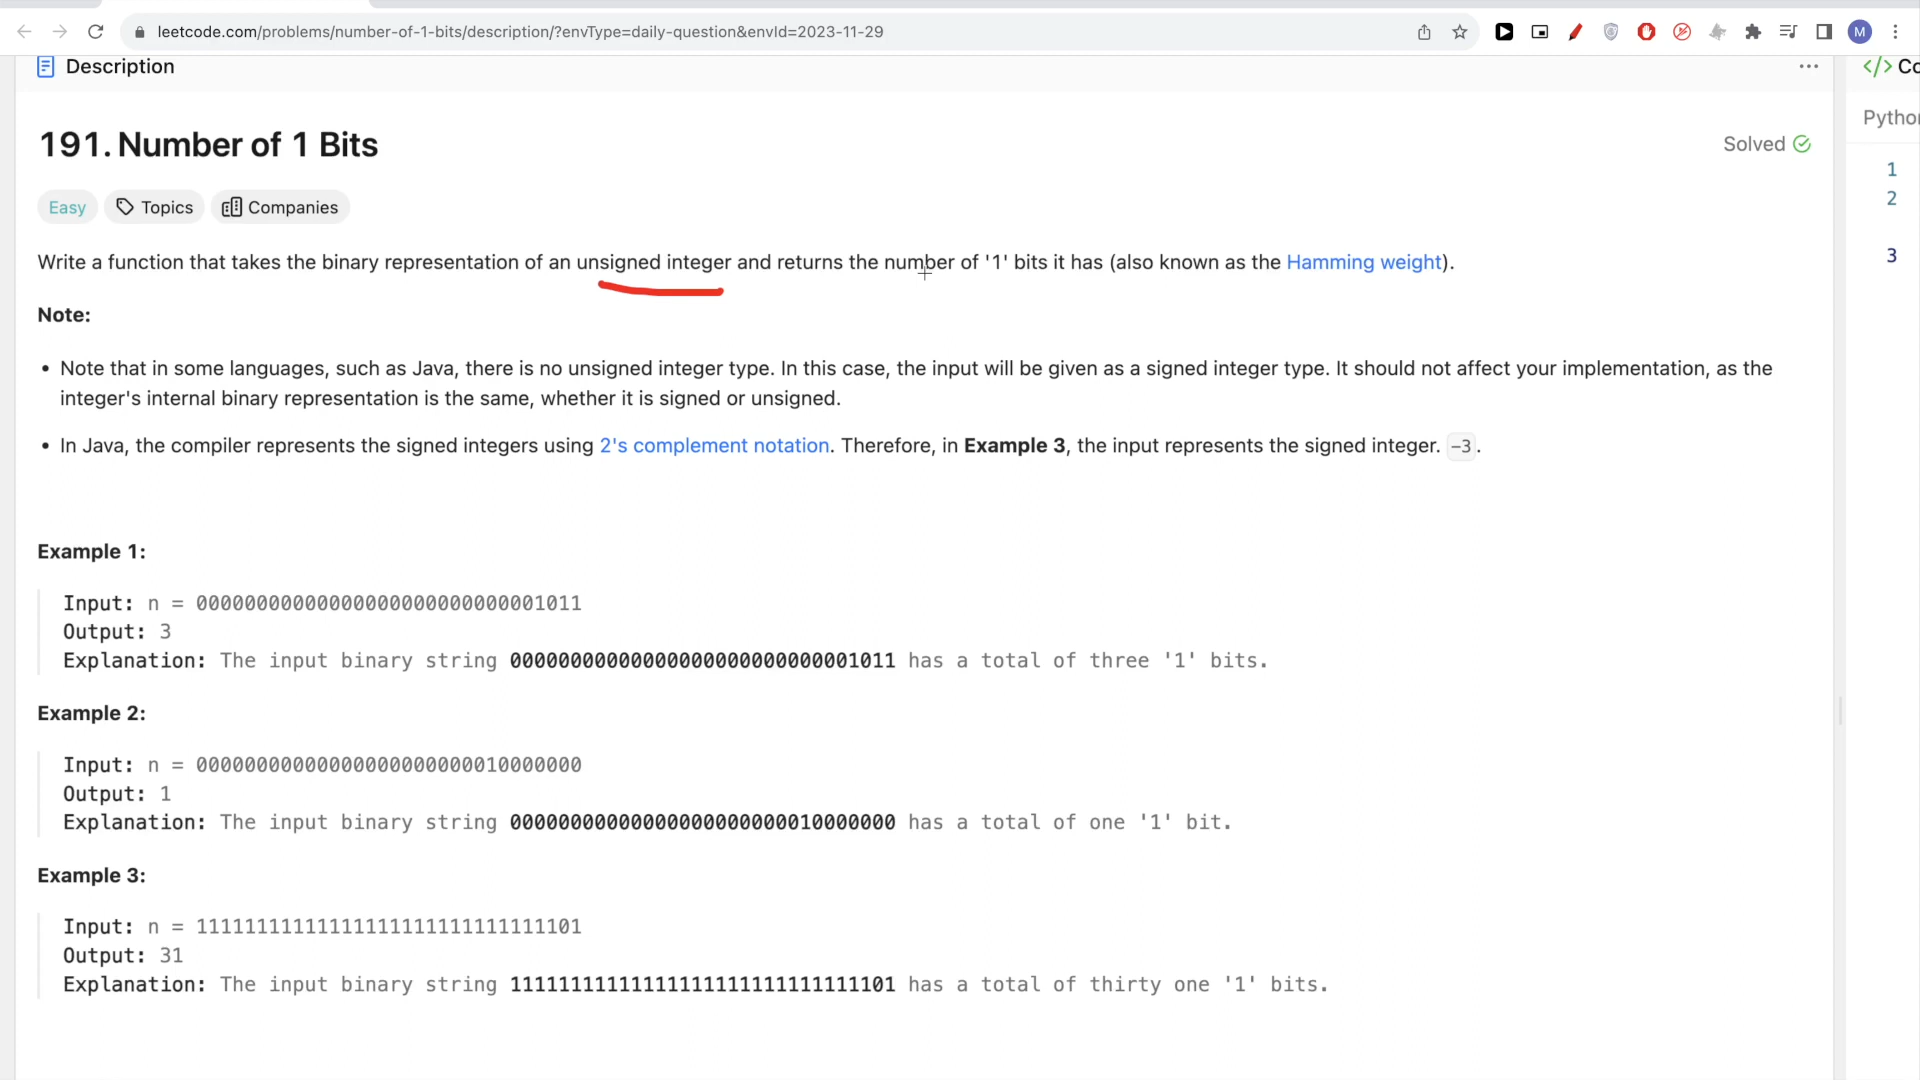 leetcode.com/problems/number-of-1-bits/description/?envType=daily-question&envId=2023-11-29
M
Description
</> Co
191. Number of 1 Bits
Solved
Pytho
Easy
Topics
Companies
1
2
3
Write a function that takes the binary representation of an unsigned integer and returns the number of '1' bits it has (also known as the Hamming weight).
Note:
• Note that in some languages, such as Java, there is no unsigned integer type. In this case, the input will be given as a signed integer type. It should not affect your implementation, as the
integer's internal binary representation is the same, whether it is signed or unsigned.
• In Java, the compiler represents the signed integers using 2's complement notation. Therefore, in Example 3, the input represents the signed integer. -3.
Example 1:
Input: n = 00000000000000000000000000001011
Output: 3
Explanation: The input binary string 00000000000000000000000000001011 has a total of three '1' bits.
Example 2:
Input: n = 00000000000000000000000010000000
Output: 1
Explanation: The input binary string 00000000000000000000000010000000 has a total of one '1' bit.
Example 3:
Input: n = 11111111111111111111111111111101
Output: 31
Explanation: The input binary string 11111111111111111111111111111101 has a total of thirty one '1' bits.